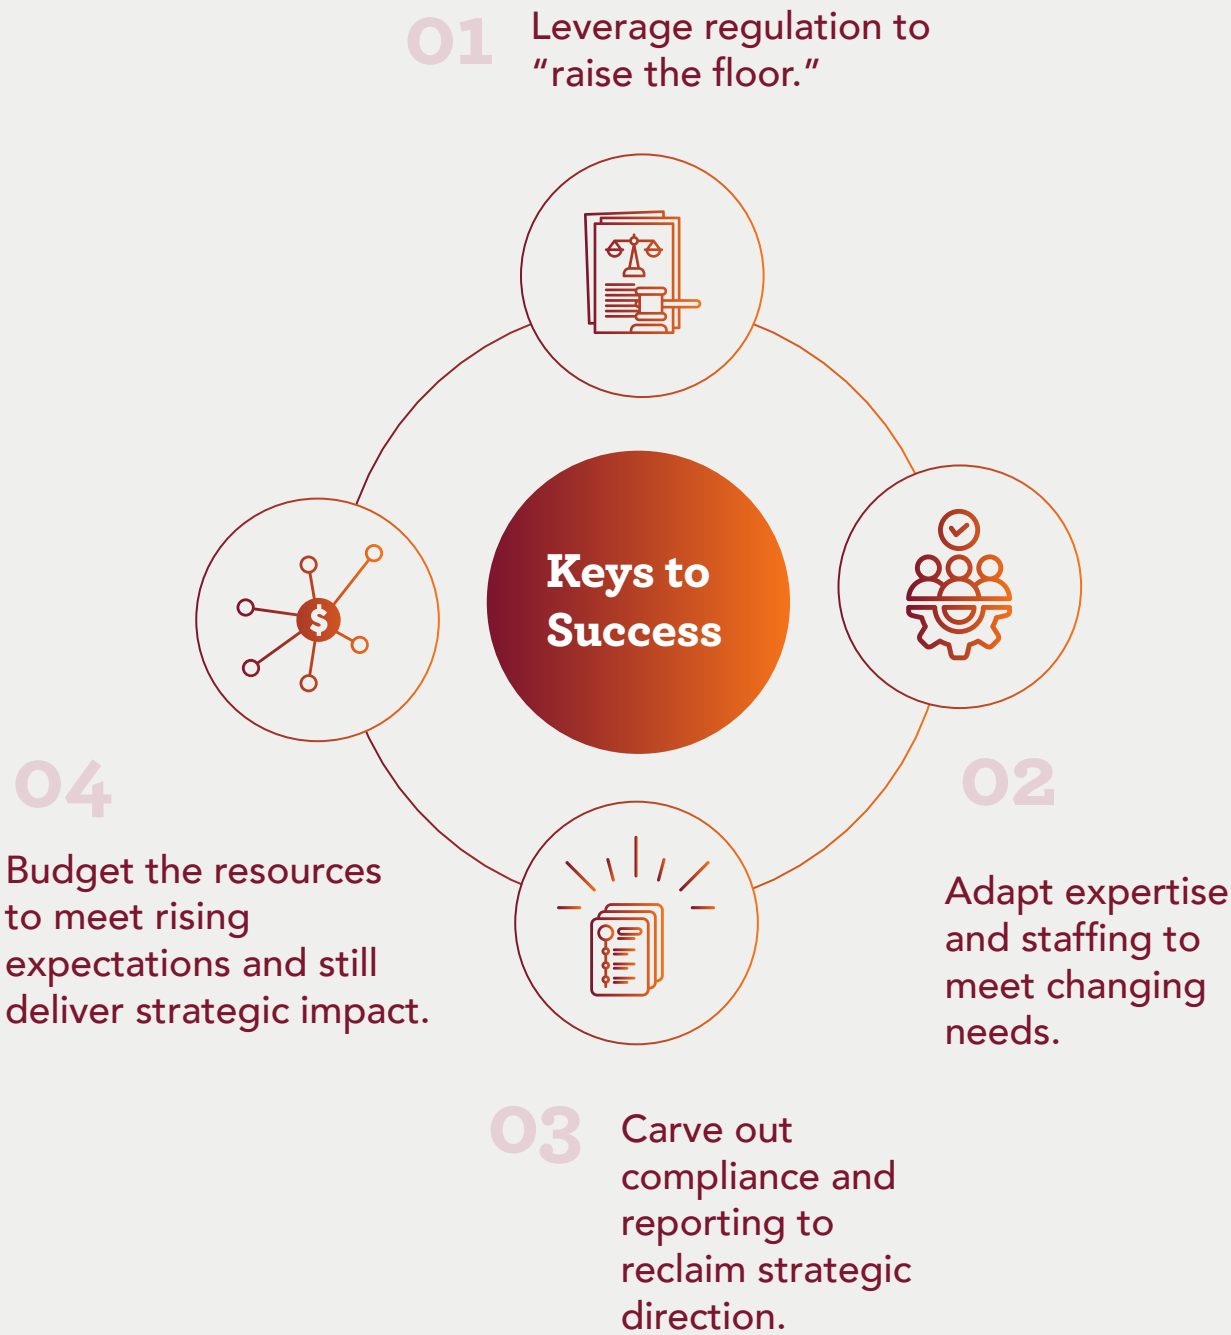 01
Leverage regulation to
“raise the floor.”
Keys to
Success
02
Adapt expertise
and staffing to
meet changing
needs.
03
Carve out
compliance and
reporting to
reclaim strategic
direction.
04
Budget the resources
to meet rising
expectations and still
deliver strategic impact.
$